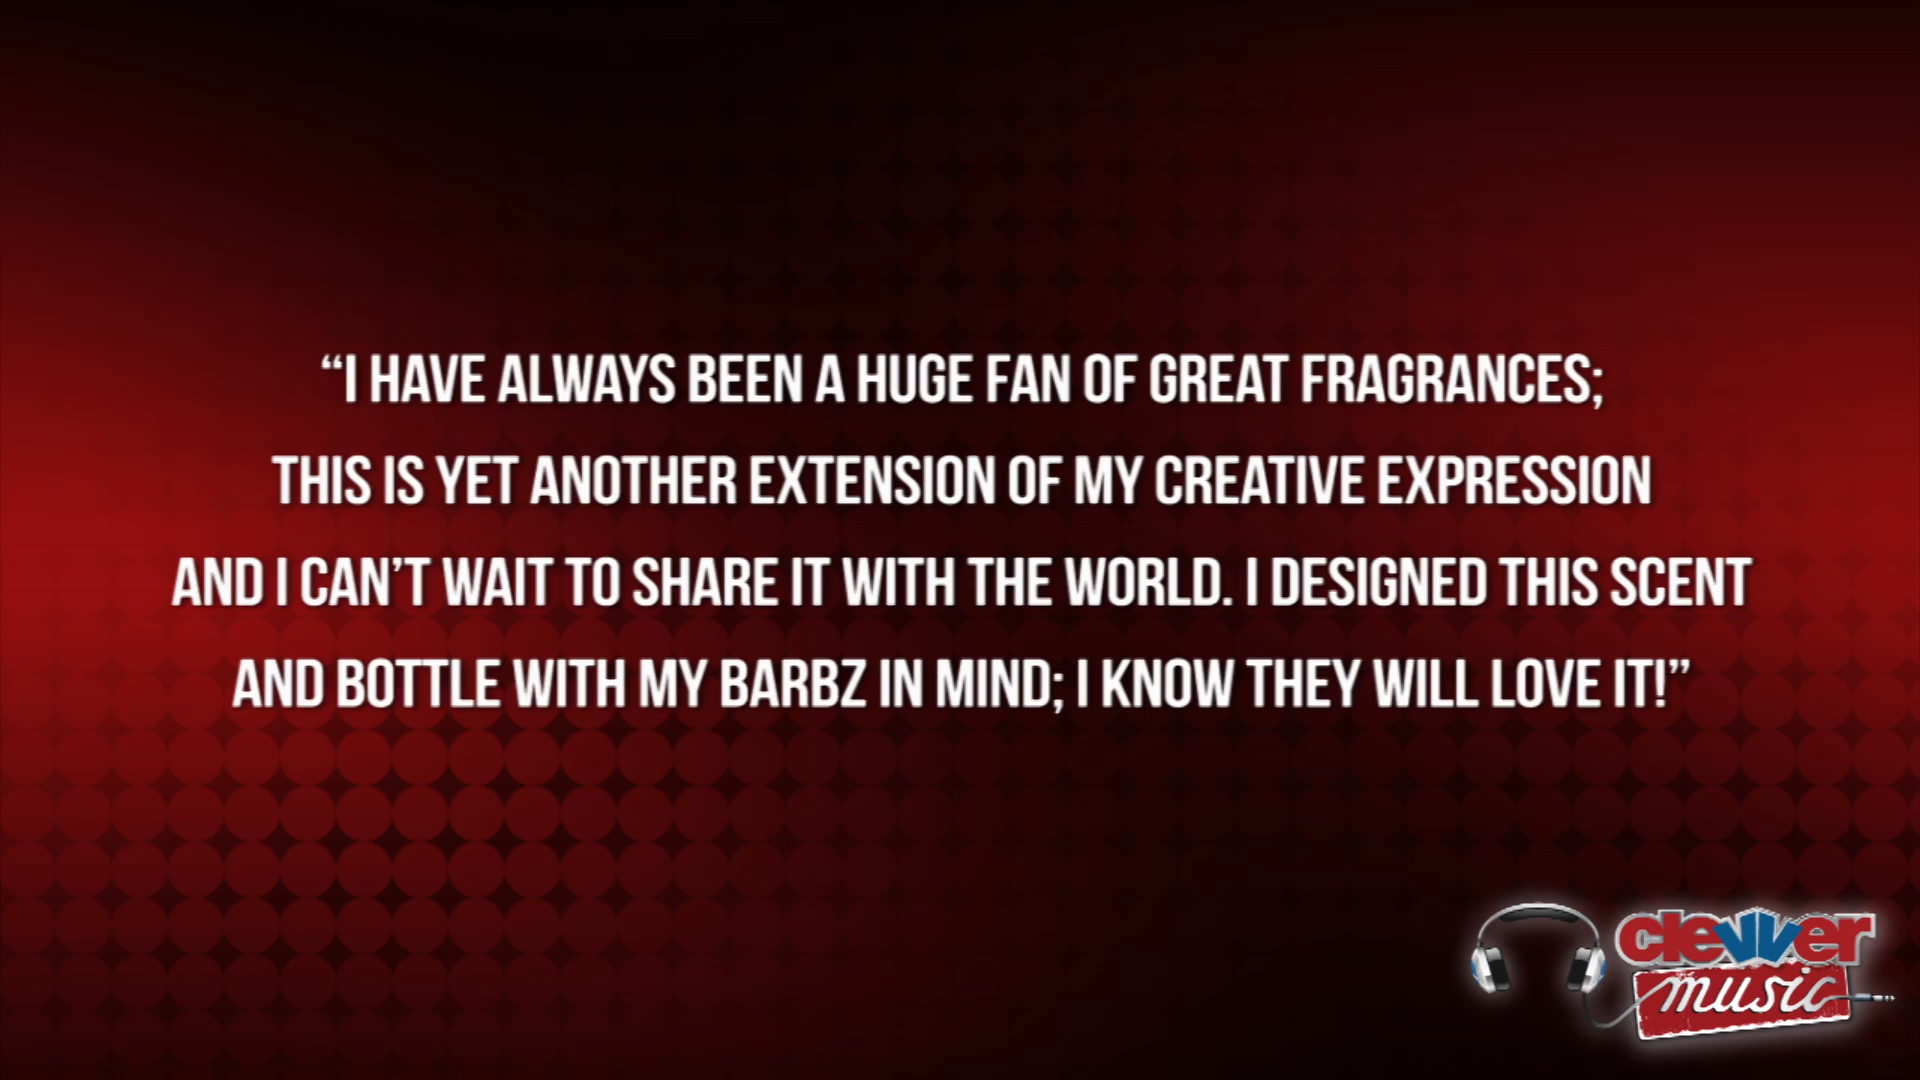 “I HAVE ALWAYS BEEN A HUGE FAN OF GREAT FRAGRANCES;
THIS IS YET ANOTHER EXTENSION OF MY CREATIVE EXPRESSION
AND I CAN’T WAIT TO SHARE IT WITH THE WORLD. I DESIGNED THIS SCENT
AND BOTTLE WITH MY BARBZ IN MIND; I KNOW THEY WILL LOVE IT!”
clevver
music